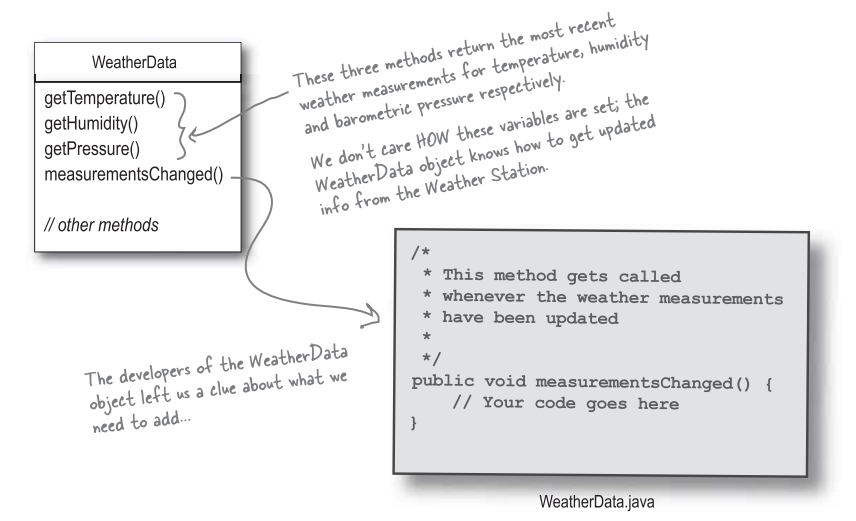 WeatherData
getTemperature()
getHumidity()
getPressure()
measurementsChanged()
// other methods
These three methods return the most recent
weather measurements for temperature, humidity
and barometric pressure respectively.
We don't care HOW these variables are set; the
WeatherData object knows how to get updated
info from the Weather Station.
/*
* This method gets called
* whenever the weather measurements
* have been updated
*
*/
public void measurementsChanged() {
// Your code goes here
}
WeatherData.java
The developers of the WeatherData
object left us a clue about what we
need to add...